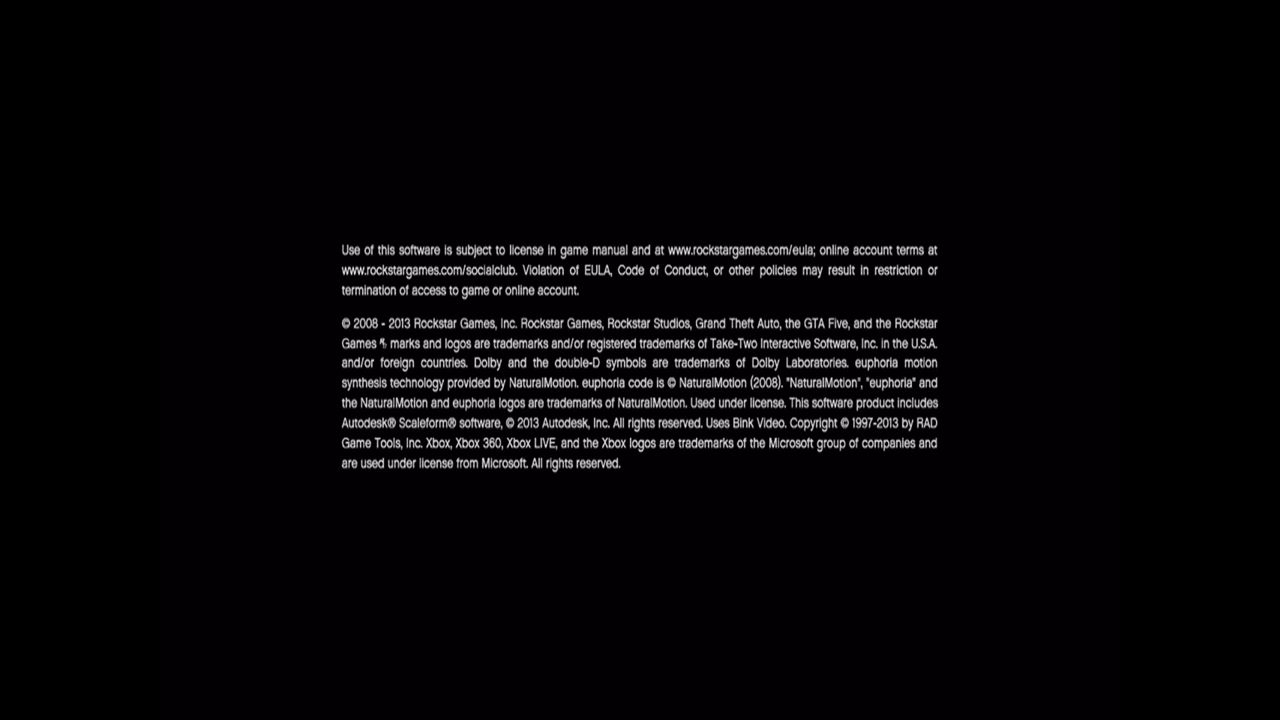 Use of this software is subject to license in game manual and at www.rockstargames.com/eula; online account terms at
www.rockstargames.com/socialclub. Violation of EULA, Code of Conduct, or other policies may result in restriction or
termination of access to game or online account.
© 2008 - 2013 Rockstar Games, Inc. Rockstar Games, Rockstar Studios, Grand Theft Auto, the GTA Five, and the Rockstar
Games R* marks and logos are trademarks and/or registered trademarks of Take-Two Interactive Software, Inc. in the U.S.A.
and/or foreign countries. Dolby and the double-D symbols are trademarks of Dolby Laboratories. euphoria motion
synthesis technology provided by NaturalMotion. euphoria code is © NaturalMotion (2008). "NaturalMotion", "euphoria" and
the NaturalMotion and euphoria logos are trademarks of NaturalMotion. Used under license. This software product includes
Autodesk® Scaleform® software, © 2013 Autodesk, Inc. All rights reserved. Uses Bink Video. Copyright © 1997-2013 by RAD
Game Tools, Inc. Xbox, Xbox 360, Xbox LIVE, and the Xbox logos are trademarks of the Microsoft group of companies and
are used under license from Microsoft. All rights reserved.